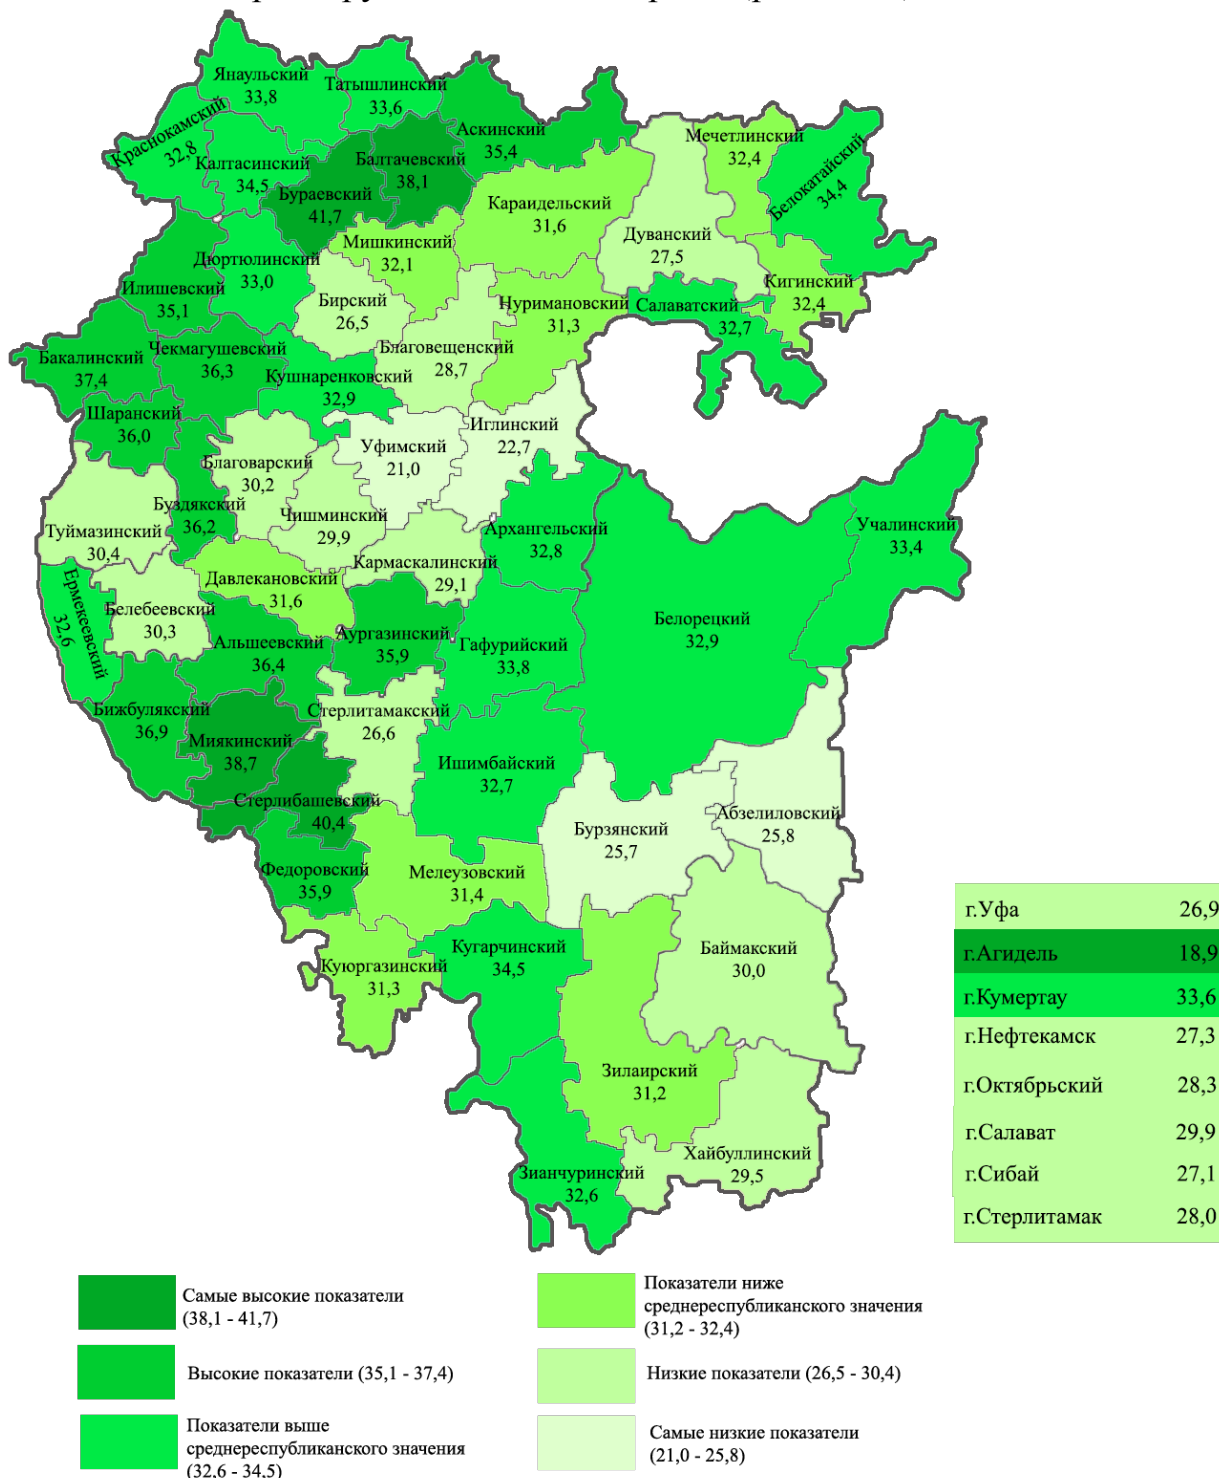 Янаульский
33,8
Татышлинский
33,6
Краснокамский
32,8
Калтасинский
34,5
Аскинский
35,4
Балтачевский
38,1
Бураевский
41,7
Мечетлинский
32,4
Белокатайский
34,4
Караидельский
31,6
Дуванский
27,5
Мишкинский
32,1
Дюртюлинский
33,0
Илишевский
35,1
Бирский
26,5
Нуримановский
31,3
Салаватский
32,7
Кигинский
32,4
Бакалинский
37,4
Чекмагушевский
36,3
Благовещенский
28,7
Кушнаренковский
32,9
Шаранский
36,0
Уфимский
21,0
Иглинский
22,7
Благоварский
30,2
Буздякский
36,2
Чишминский
29,9
Туймазинский
30,4
Архангельский
32,8
Учалинский
33,4
Кармаскалинский
29,1
Давлекановский
31,6
Ермекеевский
32,6
Белебеевский
30,3
Альшеевский
36,4
Аургазинский
35,9
Гафурийский
33,8
Белорецкий
32,9
Бижбулякский
36,9
Миякинский
38,7
Стерлитамакский
26,6
Ишимбайский
32,7
Стерлибашевский
40,4
Бурзянский
25,7
Абзелиловский
25,8
Федоровский
35,9
Мелеузовский
31,4
Куюргазинский
31,3
Кугарчинский
34,5
Баймакский
30,0
Зилаирский
31,2
Хайбуллинский
29,5
Зианчуринский
32,6
г.Уфа 26,9
г.Агидель 18,9
г.Кумертау 33,6
г.Нефтекамск 27,3
г.Октябрьский 28,3
г.Салават 29,9
г.Сибай 27,1
г.Стерлитамак 28,0
Самые высокие показатели
(38,1 - 41,7)
Высокие показатели (35,1 - 37,4)
Показатели выше
среднереспубликанского значения
(32,6 - 34,5)
Показатели ниже
среднереспубликанского значения
(31,2 - 32,4)
Низкие показатели (26,5 - 30,4)
Самые низкие показатели
(21,0 - 25,8)